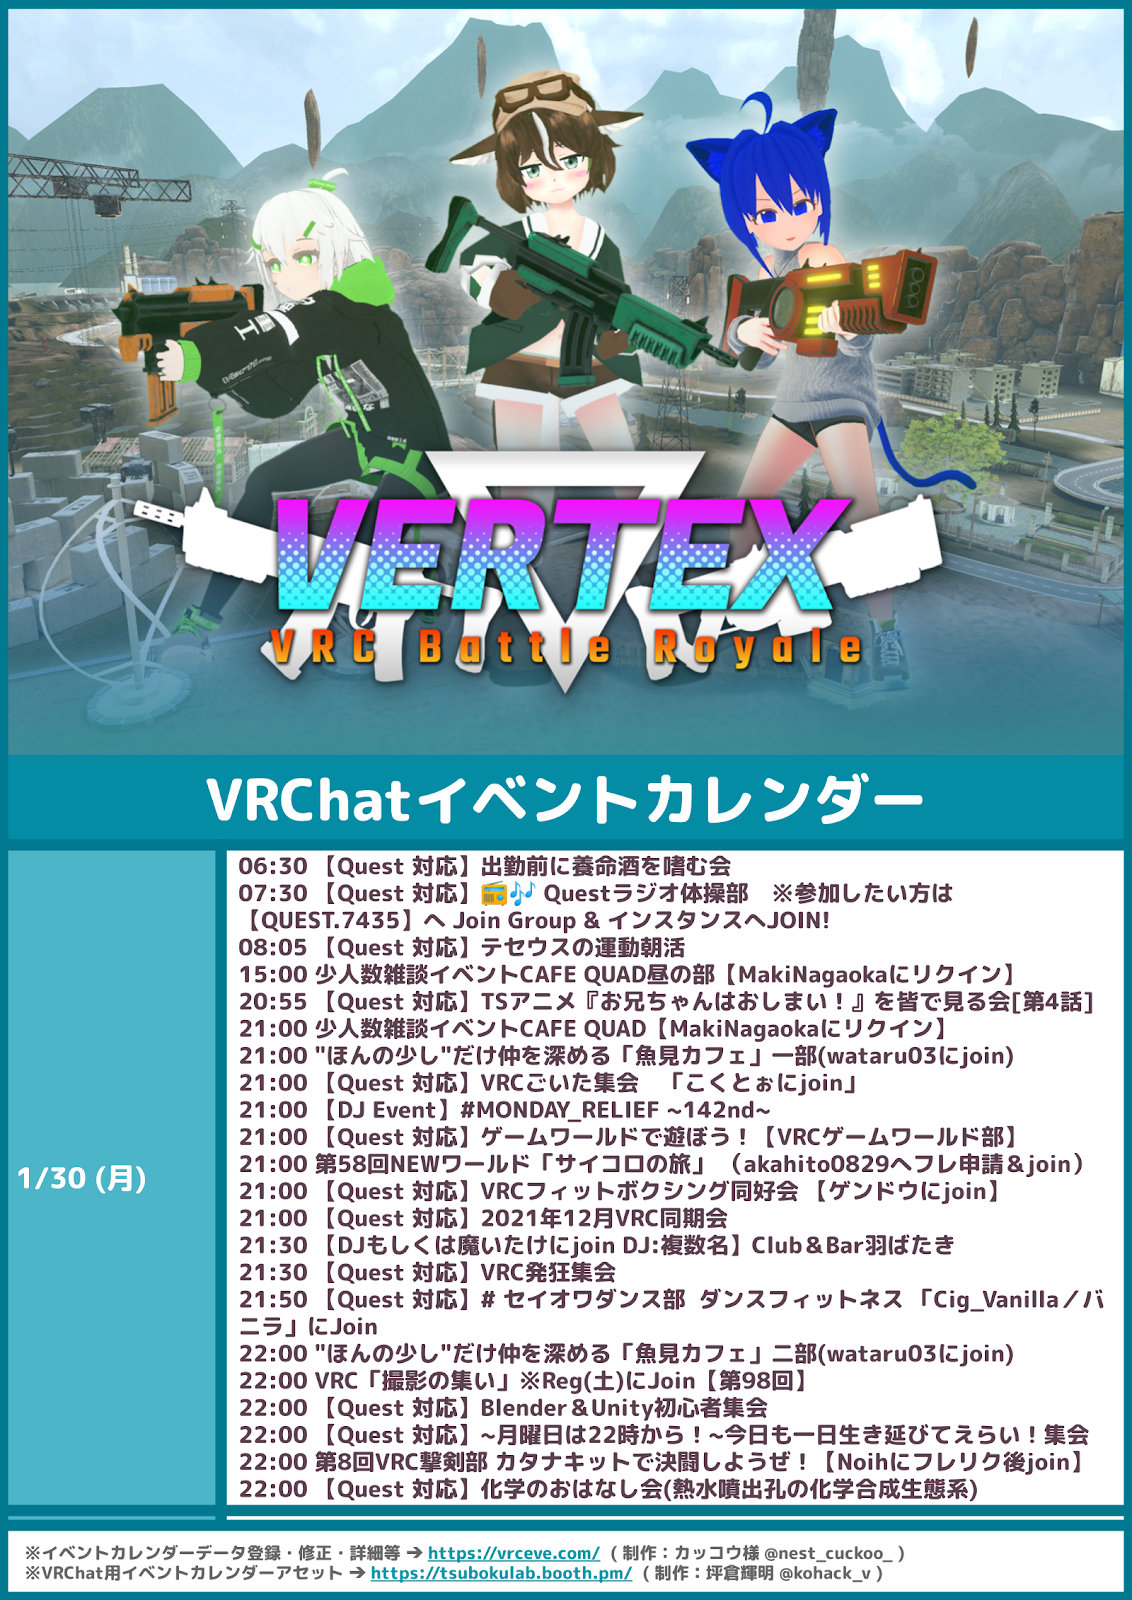 VERTEX
VRC Battle Royale
VRChatイベントカレンダー
1/30 (月)
06:30 【Quest 対応】出勤前に養命酒を嗜む会
07:30 【Quest 対応】📻🎶 Questラジオ体操部　※参加したい方は
【QUEST.7435】へ Join Group & インスタンスへJOIN!
08:05 【Quest 対応】テセウスの運動朝活
15:00 少人数雑談イベントCAFE QUAD昼の部【MakiNagaokaにリクイン】
20:55 【Quest 対応】TSアニメ『お兄ちゃんはおしまい！』を皆で見る会[第4話]
21:00 少人数雑談イベントCAFE QUAD【MakiNagaokaにリクイン】
21:00 "ほんの少し"だけ仲を深める「魚見カフェ」一部(wataru03にjoin)
21:00 【Quest 対応】VRCごいた集会　「こくとぉにjoin」
21:00 【DJ Event】#MONDAY_RELIEF ~142nd~
21:00 【Quest 対応】ゲームワールドで遊ぼう！【VRCゲームワールド部】
21:00 第58回NEWワールド「サイコロの旅」（akahito0829へフレ申請＆join）
21:00 【Quest 対応】VRCフィットボクシング同好会 【ゲンドウにjoin】
21:00 【Quest 対応】2021年12月VRC同期会
21:30 【DJもしくは魔いたけにjoin DJ:複数名】Club＆Bar羽ばたき
21:30 【Quest 対応】VRC発狂集会
21:50 【Quest 対応】# セイオワダンス部 ダンスフィットネス 「Cig_Vanilla／バ
ニラ」にJoin
22:00 "ほんの少し"だけ仲を深める「魚見カフェ」二部(wataru03にjoin)
22:00 VRC「撮影の集い」※Reg(土)にJoin【第98回】
22:00 【Quest 対応】Blender＆Unity初心者集会
22:00 【Quest 対応】~月曜日は22時から！~今日も一日生き延びてえらい！集会
22:00 第8回VRC撃剣部 カタナキットで決闘しようぜ！【Noihにフレリク後join】
22:00 【Quest 対応】化学のおはなし会(熱水噴出孔の化学合成生態系)
※イベントカレンダーデータ登録・修正・詳細等 ➔ https://vrceve.com/ （制作：カッコウ様 @nest_cuckoo_ ）
※VRChat用イベントカレンダーアセット ➔ https://tsubokulab.booth.pm/ （制作：坪倉輝明 @kohack_v ）